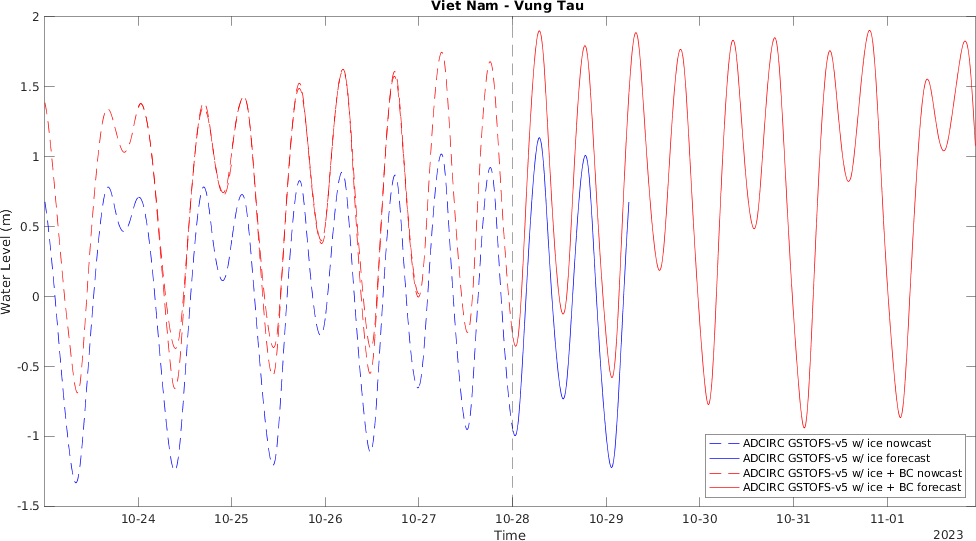 Viet Nam - Vung Tau
2
1.5
1
0.5
0
-0.5
-1
-1.5
Water Level (m)
ADCIRC GSTOFS-v5 w/ ice nowcast
ADCIRC GSTOFS-v5 w/ ice forecast
ADCIRC GSTOFS-v5 w/ ice + BC nowcast
ADCIRC GSTOFS-v5 w/ ice + BC forecast
10-24 10-25 10-26 10-27 10-28 10-29 10-30 10-31 11-01
Time
2023